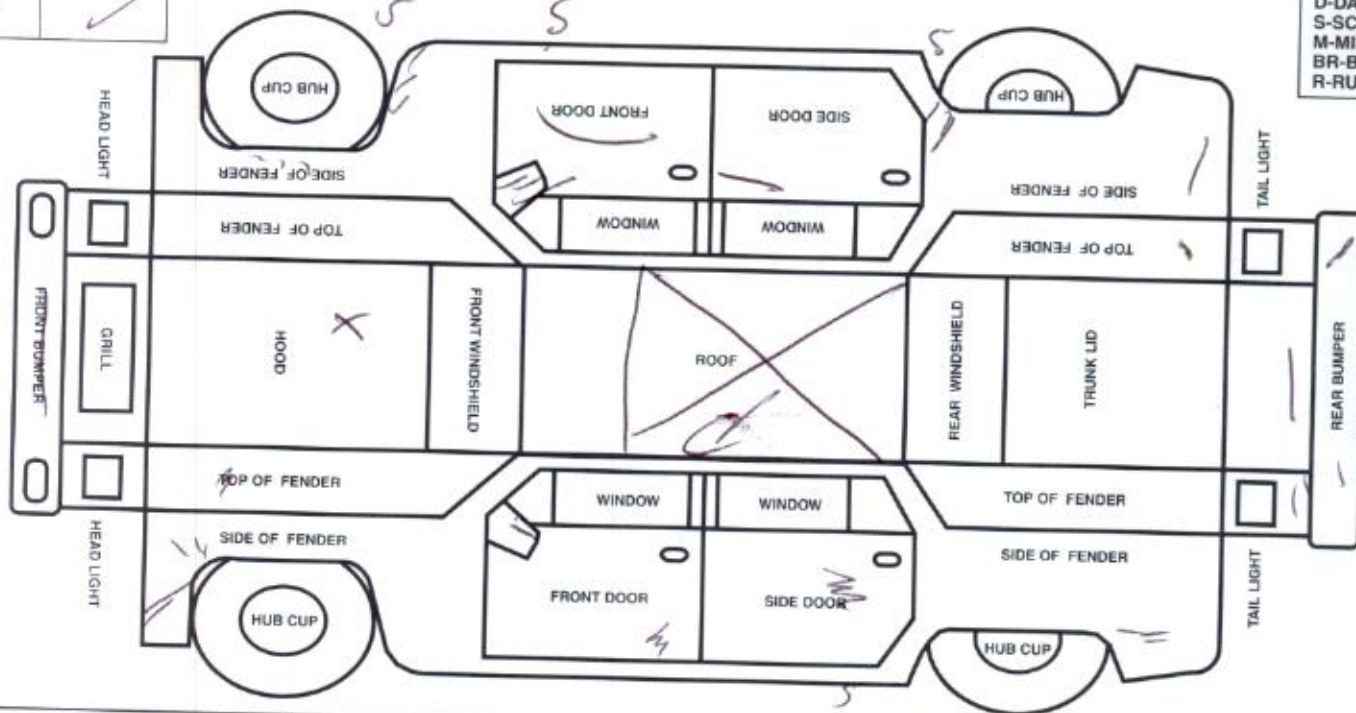 D-DA
S-SC
M-MI
BR-B
R-RU
S
S
S
HUB CUP
HUB CUP
HEAD LIGHT
FRONT DOOR
SIDE DOOR
TAIL LIGHT
SIDE OF FENDER
SIDE OF FENDER
TOP OF FENDER
WINDOW
WINDOW
TOP OF FENDER
FRONT BUMPER
GRILL
HOOD
X
FRONT WINDSHIELD
ROOF
REAR WINDSHIELD
TRUNK LID
REAR BUMPER
TOP OF FENDER
WINDOW
WINDOW
TOP OF FENDER
HEAD LIGHT
SIDE OF FENDER
SIDE OF FENDER
TAIL LIGHT
FRONT DOOR
SIDE DOOR
HUB CUP
HUB CUP
S